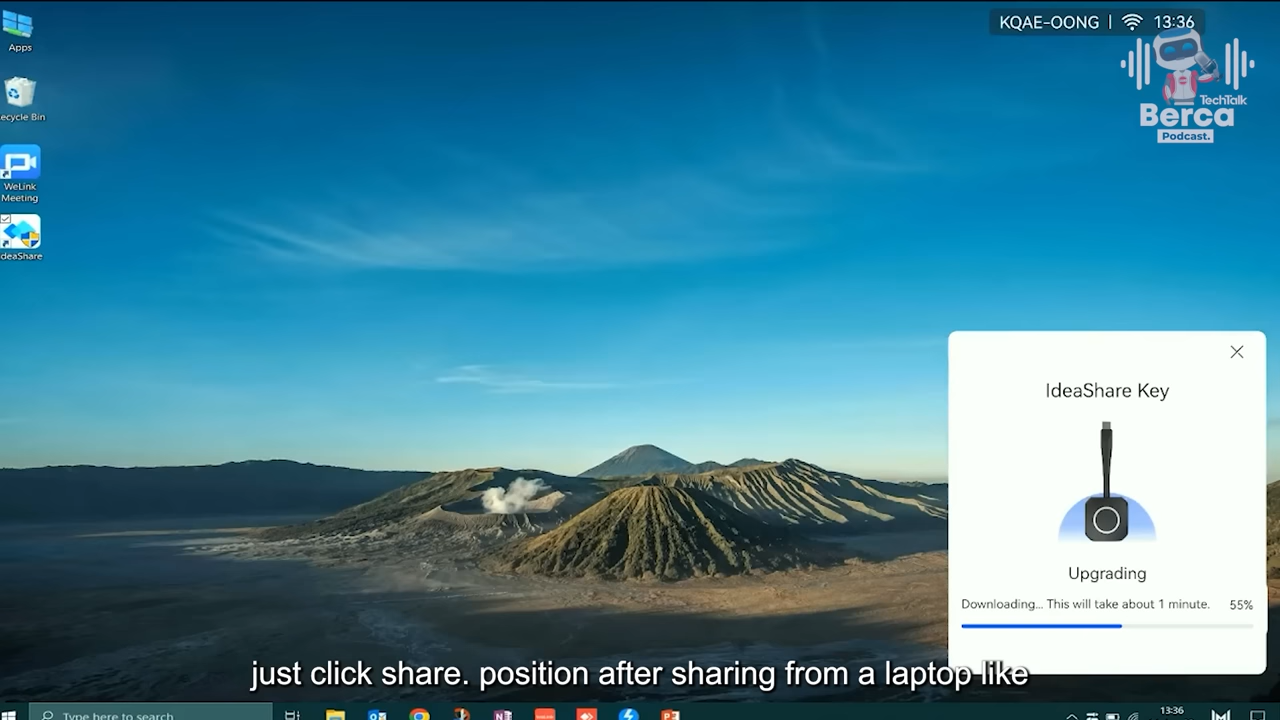 KQAE-OONG | 13:36
TechTalk
Berca
Podcast.
Apps
ecycle Bin
WeLink
Meeting
deaShare
IdeaShare Key
Upgrading
Downloading... This will take about 1 minute. 55%
just click share. position after sharing from a laptop like
Type here to search
13:36